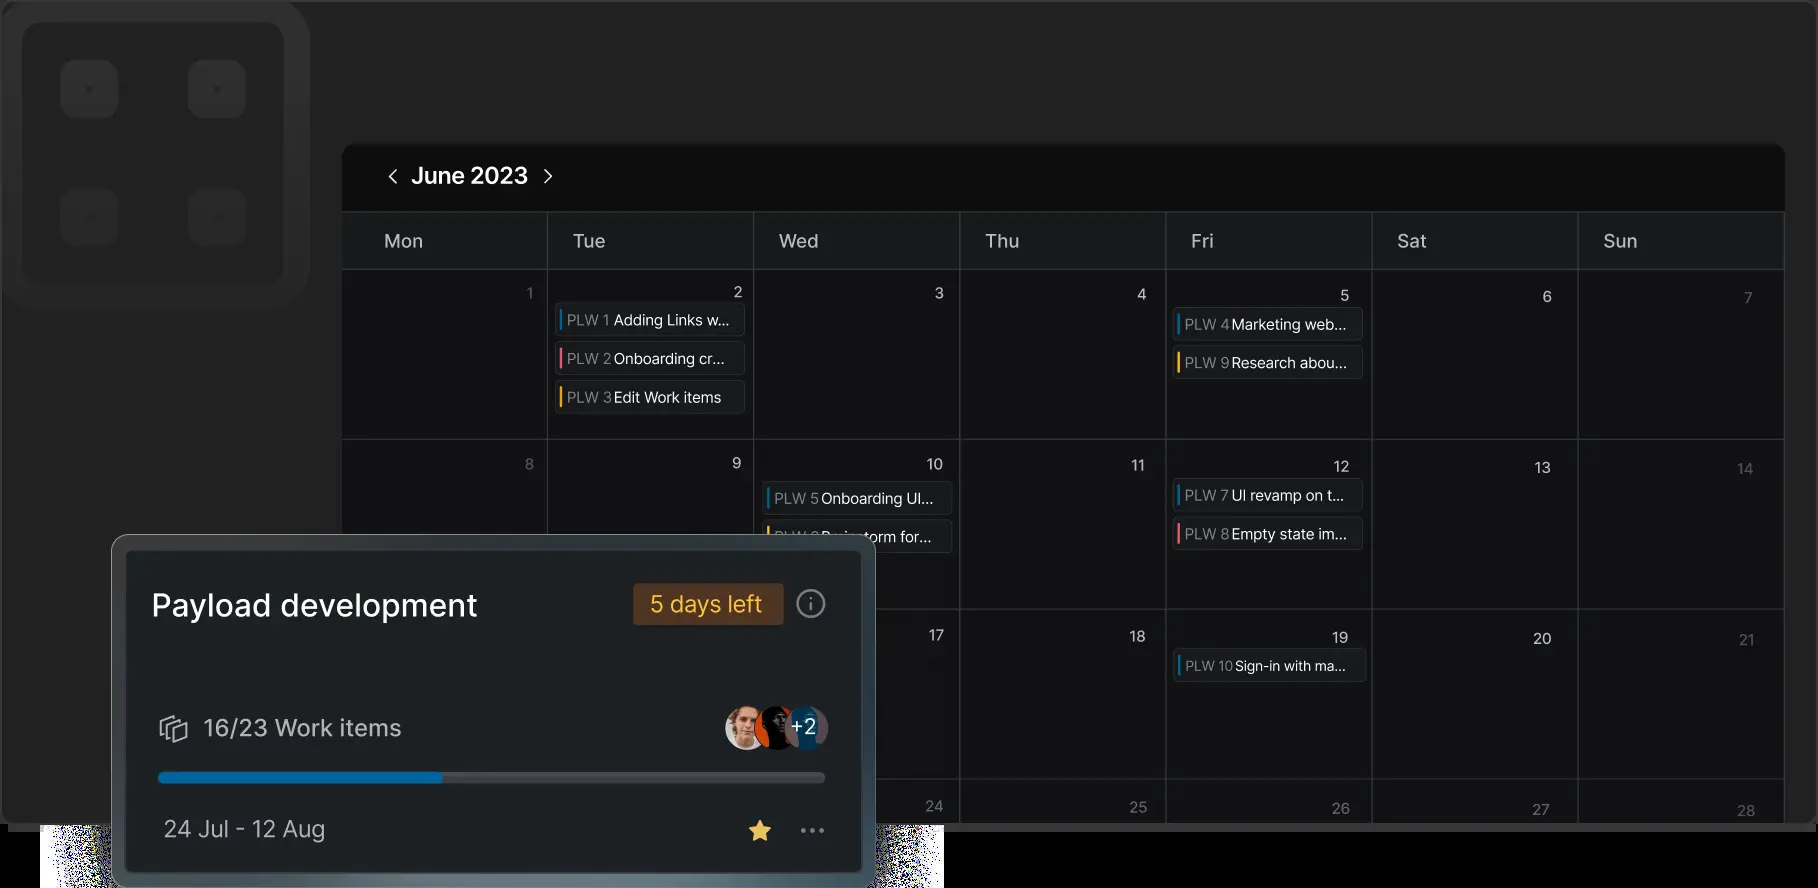 June 2023
Mon Tue Wed Thu Fri Sat Sun
1 2 3 4 5 6 7
PLW 1 Adding Links w...
PLW 2 Onboarding cr...
PLW 3 Edit Work items
PLW 4 Marketing web...
PLW 9 Research abou...
8 9 10 11 12 13 14
PLW 5 Onboarding UI...
PLW
PLW 7 UI revamp on t...
PLW 8 Empty state im...
17 18 19 20 21
PLW 10 Sign-in with ma...
24 25 26 27 28
Payload development
5 days left
16/23 Work items
+2
24 Jul - 12 Aug